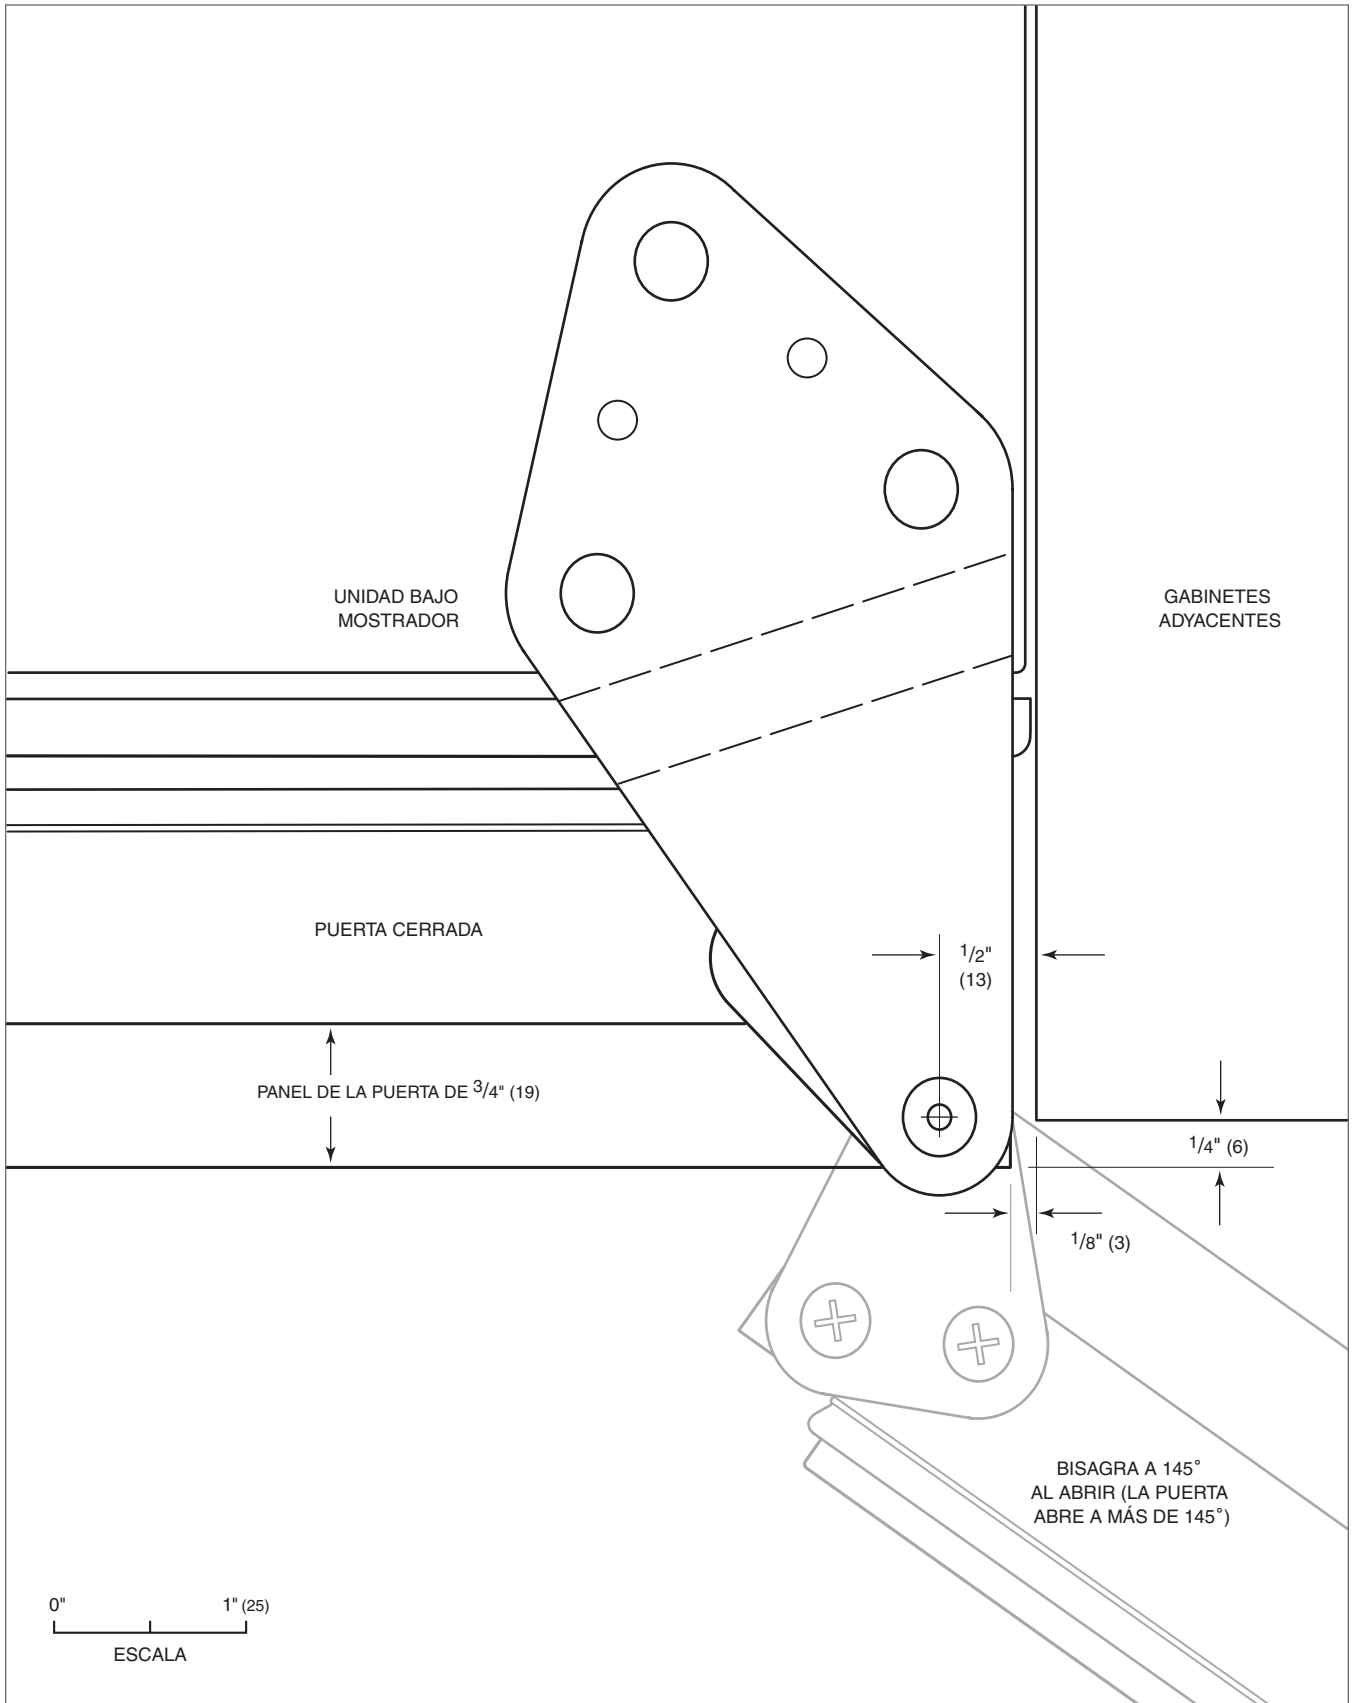 UNIDAD BAJO
MOSTRADOR
GABINETES
ADYACENTES
PUERTA CERRADA
1/2"
(13)
PANEL DE LA PUERTA DE 3/4" (19)
1/4" (6)
1/8" (3)
BISAGRA A 145°
AL ABRIR (LA PUERTA
ABRE A MÁS DE 145°)
0" 1" (25)
ESCALA